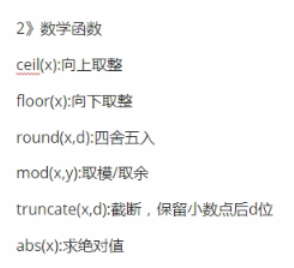 2》数学函数
ceil(x):向上取整
floor(x):向下取整
round(x,d):四舍五入
mod(x,y):取模/取余
truncate(x,d):截断，保留小数点后d位
abs(x):求绝对值